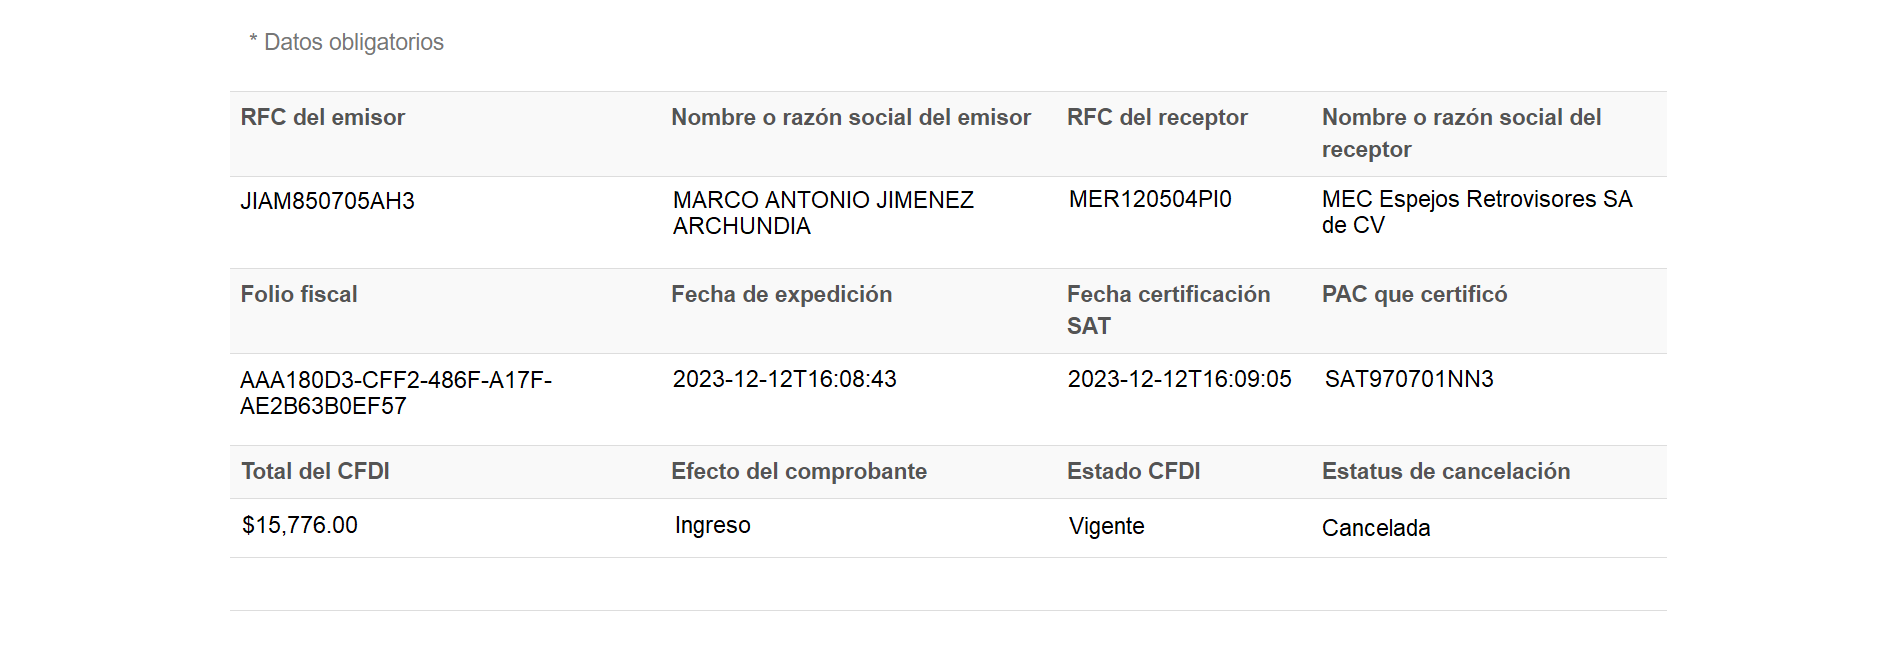 * Datos obligatorios
RFC del emisor
Nombre o razón social del emisor
RFC del receptor
Nombre o razón social del
receptor
JIAM850705AH3
MARCO ANTONIO JIMENEZ
ARCHUNDIA
MER120504PI0
MEC Espejos Retrovisores SA
de CV
Folio fiscal
Fecha de expedición
Fecha certificación
SAT
PAC que certificó
AAA180D3-CFF2-486F-A17F-
AE2B63B0EF57
2023-12-12T16:08:43
2023-12-12T16:09:05
SAT970701NN3
Total del CFDI
Efecto del comprobante
Estado CFDI
Estatus de cancelación
$15,776.00
Ingreso
Vigente
Cancelada